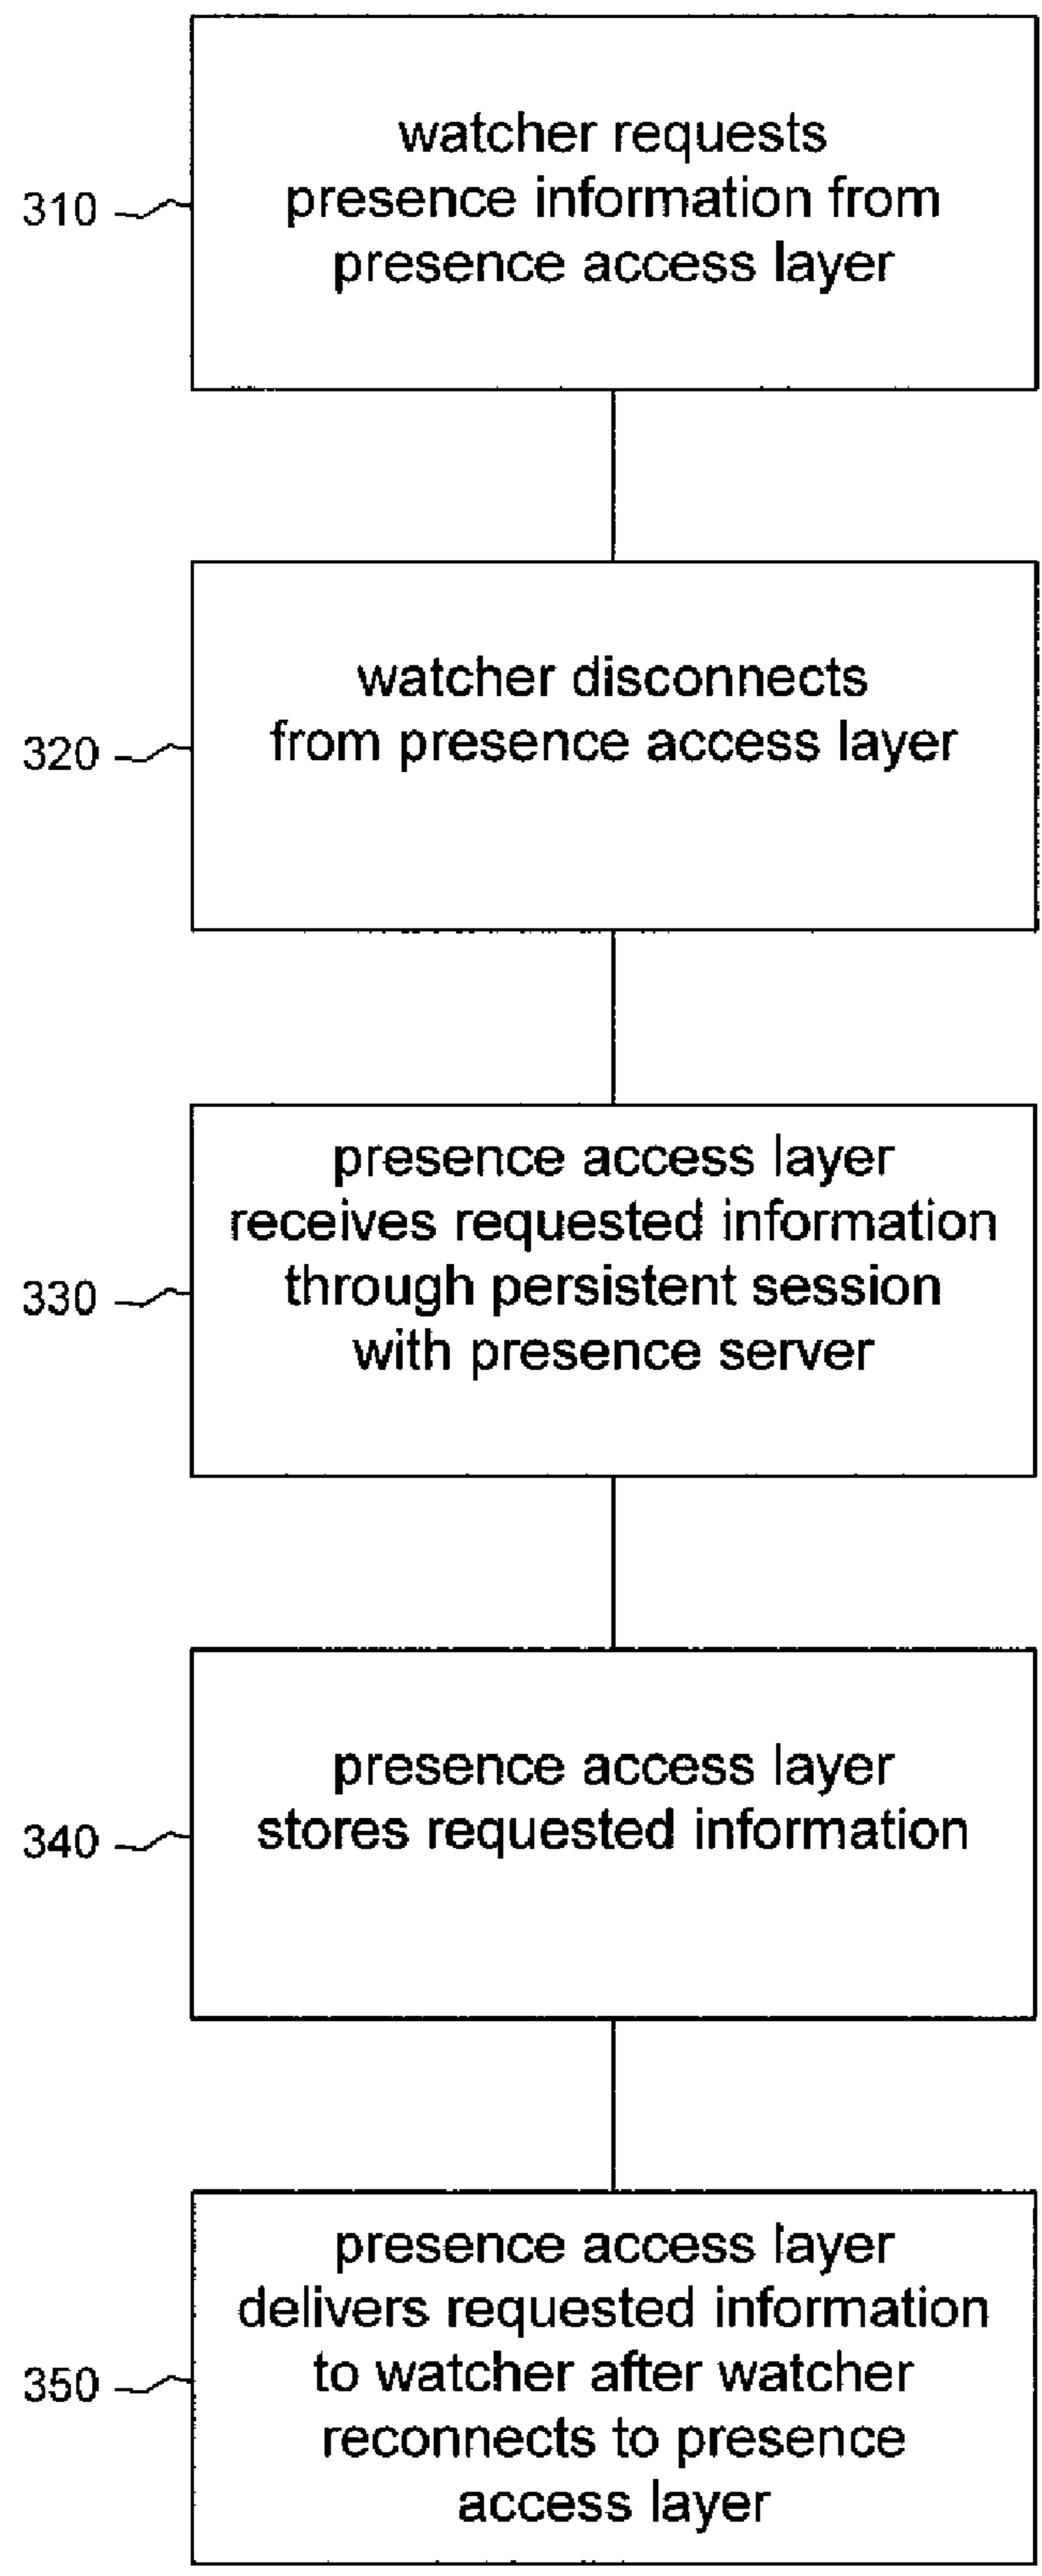 watcher requests
presence information from
presence access layer
310
watcher disconnects
from presence access layer
320
presence access layer
receives requested information
through persistent session
with presence server
330
presence access layer
stores requested information
340
presence access layer
delivers requested information
to watcher after watcher
reconnects to presence
access layer
350